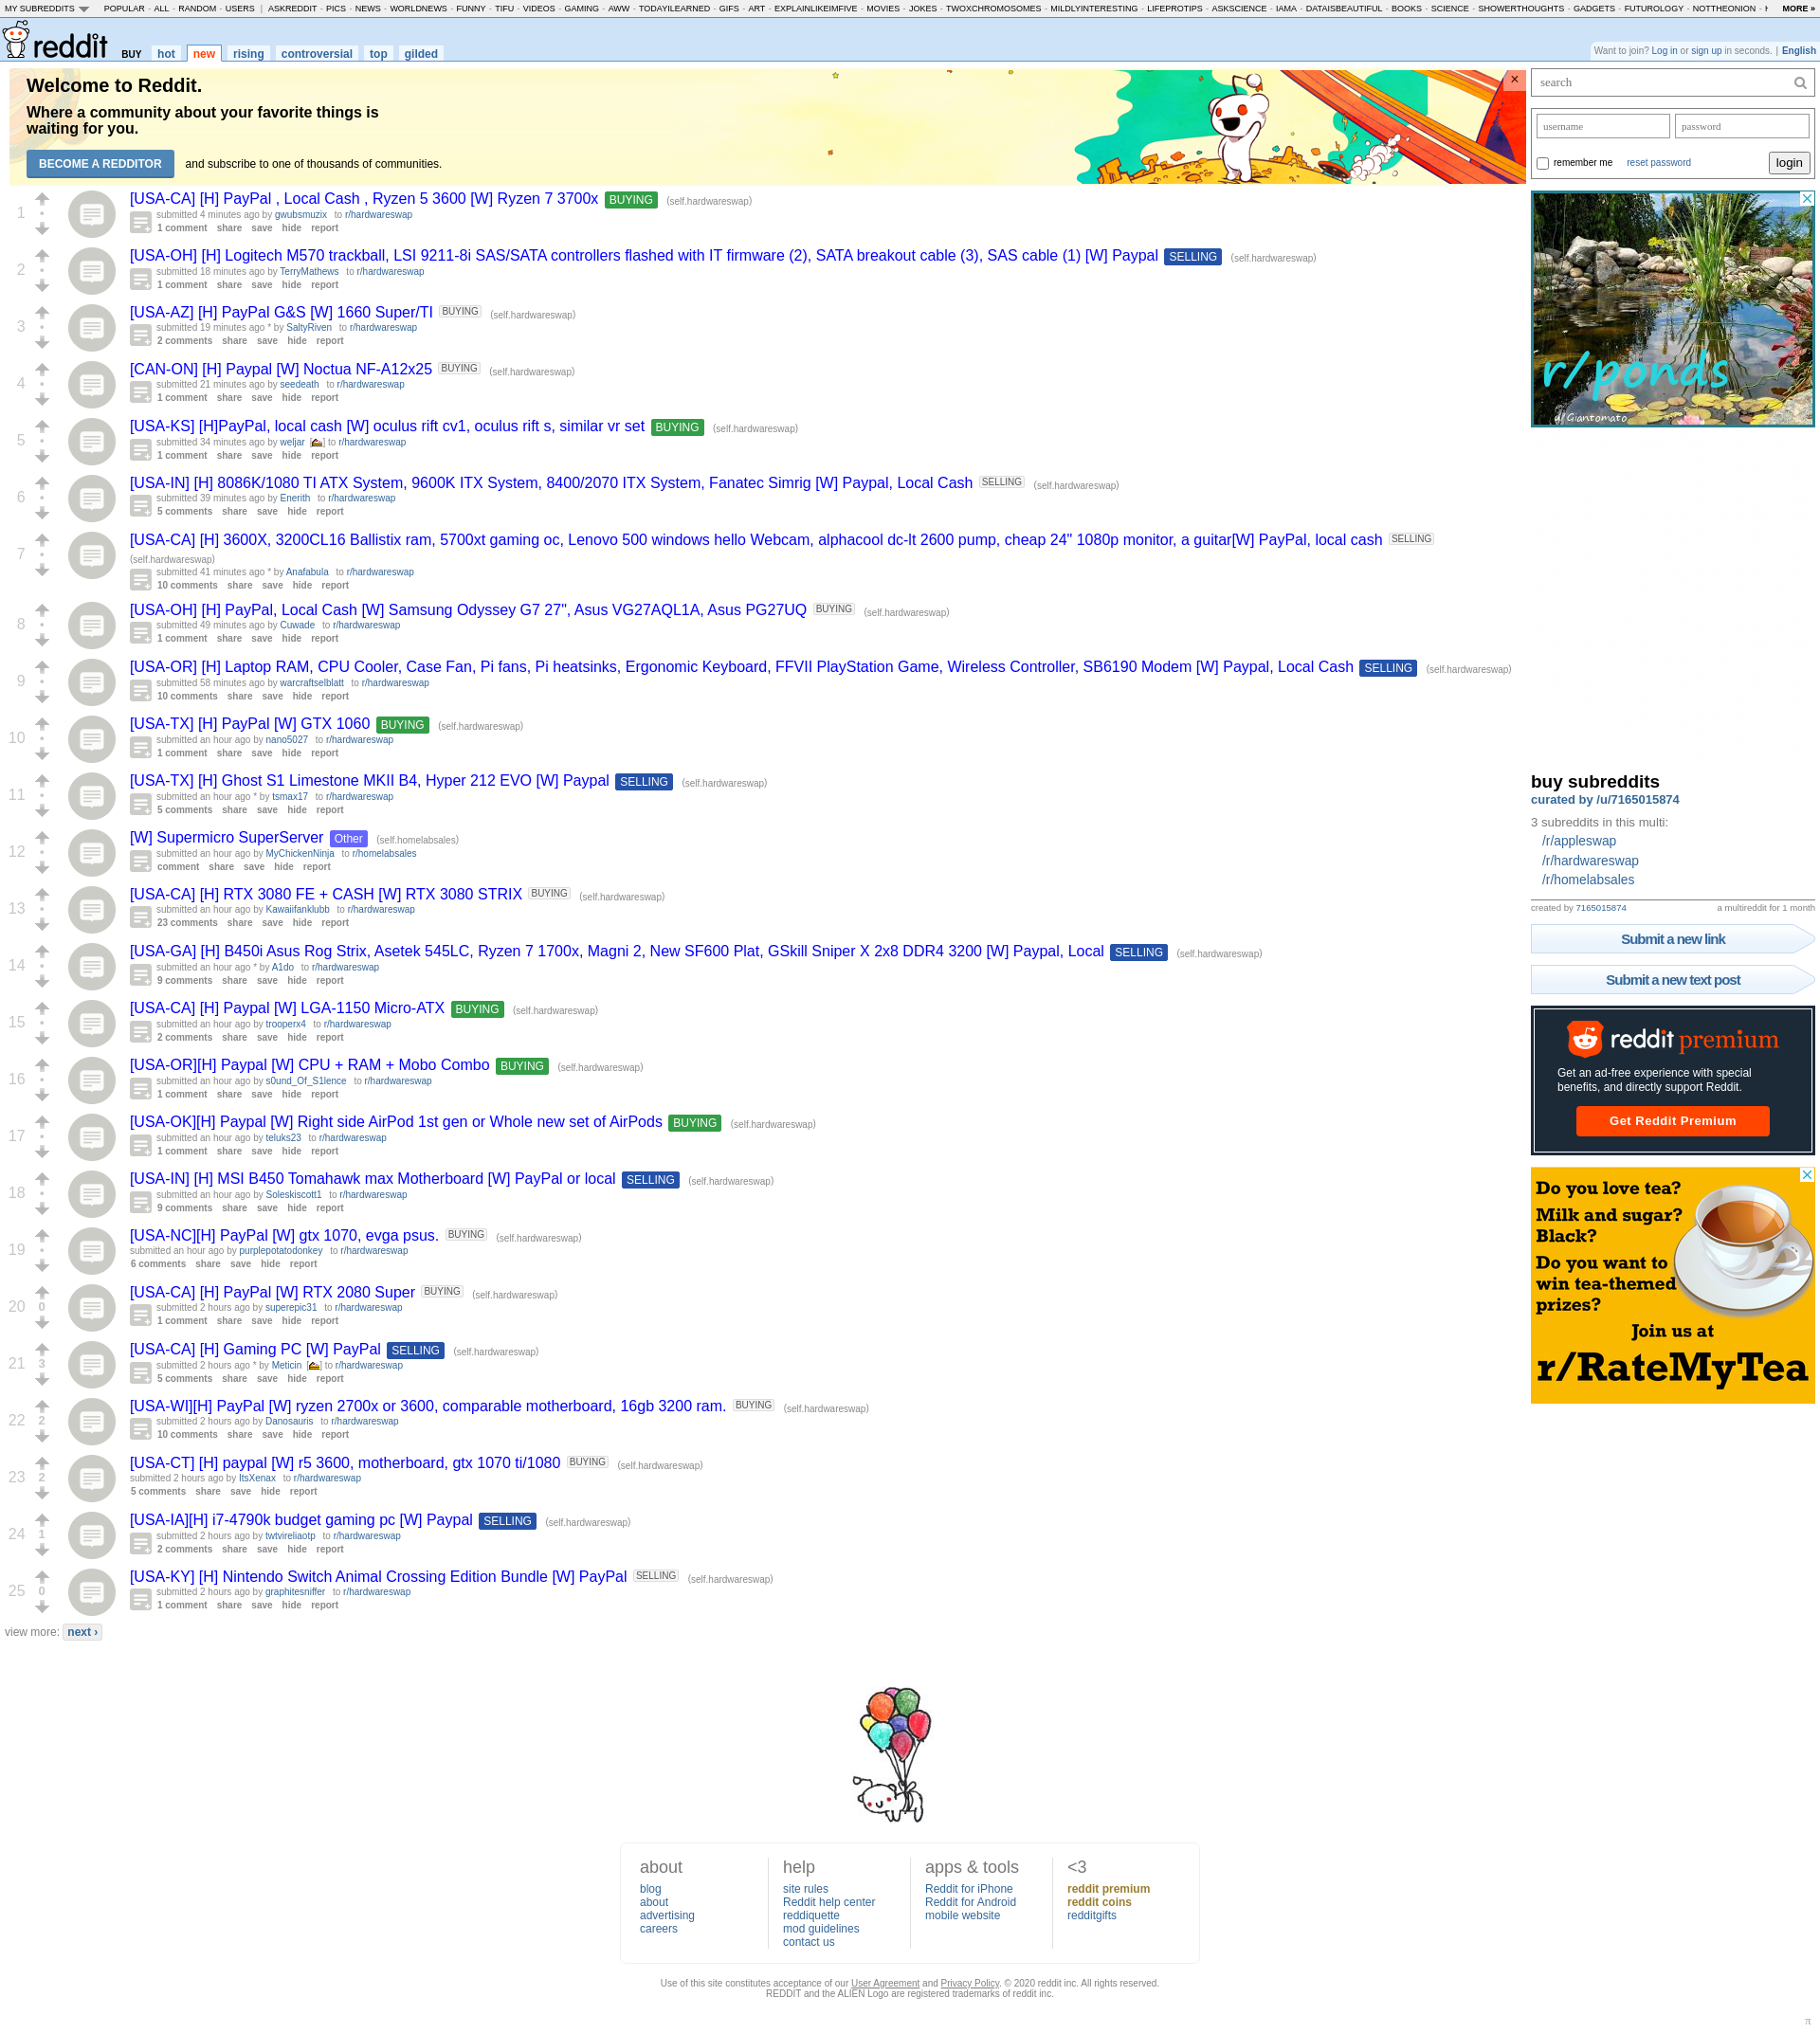 MY SUBREDDITS POPULAR - ALL - RANDOM - USERS | ASKREDDIT - PICS - NEWS - WORLDNEWS - FUNNY - TIFU - VIDEOS - GAMING - AWW - TODAYILEARNED - GIFS - ART - EXPLAINLIKEIMFIVE - MOVIES - JOKES - TWOXCHROMOSOMES - MILDLYINTERESTING - LIFEPROTIPS - ASKSCIENCE - IAMA - DATAISBEAUTIFUL - BOOKS - SCIENCE - SHOWERTHOUGHTS - GADGETS - FUTUROLOGY - NOTTHEONION - MORE »
reddit BUY hot new rising controversial top gilded
Want to join? Log in or sign up in seconds. | English
Welcome to Reddit.
Where a community about your favorite things is
waiting for you.
BECOME A REDDITOR and subscribe to one of thousands of communities.
1
[USA-CA] [H] PayPal , Local Cash , Ryzen 5 3600 [W] Ryzen 7 3700x BUYING (self.hardwareswap)
submitted 4 minutes ago by gwubsmuzix to r/hardwareswap
1 comment share save hide report
2
[USA-OH] [H] Logitech M570 trackball, LSI 9211-8i SAS/SATA controllers flashed with IT firmware (2), SATA breakout cable (3), SAS cable (1) [W] Paypal SELLING (self.hardwareswap)
submitted 18 minutes ago by TerryMathews to r/hardwareswap
1 comment share save hide report
3
[USA-AZ] [H] PayPal G&S [W] 1660 Super/TI BUYING (self.hardwareswap)
submitted 19 minutes ago * by SaltyRiven to r/hardwareswap
2 comments share save hide report
4
[CAN-ON] [H] Paypal [W] Noctua NF-A12x25 BUYING (self.hardwareswap)
submitted 21 minutes ago by seedeath to r/hardwareswap
1 comment share save hide report
5
[USA-KS] [H]PayPal, local cash [W] oculus rift cv1, oculus rift s, similar vr set BUYING (self.hardwareswap)
submitted 34 minutes ago by weljar [] to r/hardwareswap
1 comment share save hide report
6
[USA-IN] [H] 8086K/1080 TI ATX System, 9600K ITX System, 8400/2070 ITX System, Fanatec Simrig [W] Paypal, Local Cash SELLING (self.hardwareswap)
submitted 39 minutes ago by Enerith to r/hardwareswap
5 comments share save hide report
7
[USA-CA] [H] 3600X, 3200CL16 Ballistix ram, 5700xt gaming oc, Lenovo 500 windows hello Webcam, alphacool dc-lt 2600 pump, cheap 24" 1080p monitor, a guitar[W] PayPal, local cash SELLING
(self.hardwareswap)
submitted 41 minutes ago * by Anafabula to r/hardwareswap
10 comments share save hide report
8
[USA-OH] [H] PayPal, Local Cash [W] Samsung Odyssey G7 27", Asus VG27AQL1A, Asus PG27UQ BUYING (self.hardwareswap)
submitted 49 minutes ago by Cuwade to r/hardwareswap
1 comment share save hide report
9
[USA-OR] [H] Laptop RAM, CPU Cooler, Case Fan, Pi fans, Pi heatsinks, Ergonomic Keyboard, FFVII PlayStation Game, Wireless Controller, SB6190 Modem [W] Paypal, Local Cash SELLING (self.hardwareswap)
submitted 58 minutes ago by warcraftselblatt to r/hardwareswap
10 comments share save hide report
10
[USA-TX] [H] PayPal [W] GTX 1060 BUYING (self.hardwareswap)
submitted an hour ago by nano5027 to r/hardwareswap
1 comment share save hide report
11
[USA-TX] [H] Ghost S1 Limestone MKII B4, Hyper 212 EVO [W] Paypal SELLING (self.hardwareswap)
submitted an hour ago * by tsmax17 to r/hardwareswap
5 comments share save hide report
12
[W] Supermicro SuperServer Other (self.homelabsales)
submitted an hour ago by MyChickenNinja to r/homelabsales
comment share save hide report
13
[USA-CA] [H] RTX 3080 FE + CASH [W] RTX 3080 STRIX BUYING (self.hardwareswap)
submitted an hour ago by Kawaiifanklubb to r/hardwareswap
23 comments share save hide report
14
[USA-GA] [H] B450i Asus Rog Strix, Asetek 545LC, Ryzen 7 1700x, Magni 2, New SF600 Plat, GSkill Sniper X 2x8 DDR4 3200 [W] Paypal, Local SELLING (self.hardwareswap)
submitted an hour ago * by A1do to r/hardwareswap
9 comments share save hide report
15
[USA-CA] [H] Paypal [W] LGA-1150 Micro-ATX BUYING (self.hardwareswap)
submitted an hour ago by trooperx4 to r/hardwareswap
2 comments share save hide report
16
[USA-OR][H] Paypal [W] CPU + RAM + Mobo Combo BUYING (self.hardwareswap)
submitted an hour ago by s0und_Of_S1lence to r/hardwareswap
1 comment share save hide report
17
[USA-OK][H] Paypal [W] Right side AirPod 1st gen or Whole new set of AirPods BUYING (self.hardwareswap)
submitted an hour ago by teluks23 to r/hardwareswap
1 comment share save hide report
18
[USA-IN] [H] MSI B450 Tomahawk max Motherboard [W] PayPal or local SELLING (self.hardwareswap)
submitted an hour ago by Soleskiscott1 to r/hardwareswap
9 comments share save hide report
19
[USA-NC][H] PayPal [W] gtx 1070, evga psus. BUYING (self.hardwareswap)
submitted an hour ago by purplepotatodonkey to r/hardwareswap
6 comments share save hide report
20 0
[USA-CA] [H] PayPal [W] RTX 2080 Super BUYING (self.hardwareswap)
submitted 2 hours ago by superepic31 to r/hardwareswap
1 comment share save hide report
21 3
[USA-CA] [H] Gaming PC [W] PayPal SELLING (self.hardwareswap)
submitted 2 hours ago * by Meticin [] to r/hardwareswap
5 comments share save hide report
22 2
[USA-WI][H] PayPal [W] ryzen 2700x or 3600, comparable motherboard, 16gb 3200 ram. BUYING (self.hardwareswap)
submitted 2 hours ago by Danosauris to r/hardwareswap
10 comments share save hide report
23 2
[USA-CT] [H] paypal [W] r5 3600, motherboard, gtx 1070 ti/1080 BUYING (self.hardwareswap)
submitted 2 hours ago by ItsXenax to r/hardwareswap
5 comments share save hide report
24 1
[USA-IA][H] i7-4790k budget gaming pc [W] Paypal SELLING (self.hardwareswap)
submitted 2 hours ago by twtvireliaotp to r/hardwareswap
2 comments share save hide report
25 0
[USA-KY] [H] Nintendo Switch Animal Crossing Edition Bundle [W] PayPal SELLING (self.hardwareswap)
submitted 2 hours ago by graphitesniffer to r/hardwareswap
1 comment share save hide report
view more: next ›
search
username password
remember me reset password login
r/ponds
u/Giantomato
buy subreddits
curated by /u/7165015874
3 subreddits in this multi:
/r/appleswap
/r/hardwareswap
/r/homelabsales
created by 7165015874 a multireddit for 1 month
Submit a new link
Submit a new text post
reddit premium
Get an ad-free experience with special
benefits, and directly support Reddit.
Get Reddit Premium
Do you love tea?
Milk and sugar?
Black?
Do you want to
win tea-themed
prizes?
Join us at
r/RateMyTea
about help apps & tools <3
blog site rules Reddit for iPhone reddit premium
about Reddit help center Reddit for Android reddit coins
advertising reddiquette mobile website redditgifts
careers mod guidelines
contact us
Use of this site constitutes acceptance of our User Agreement and Privacy Policy. © 2020 reddit inc. All rights reserved.
REDDIT and the ALIEN Logo are registered trademarks of reddit inc.
π